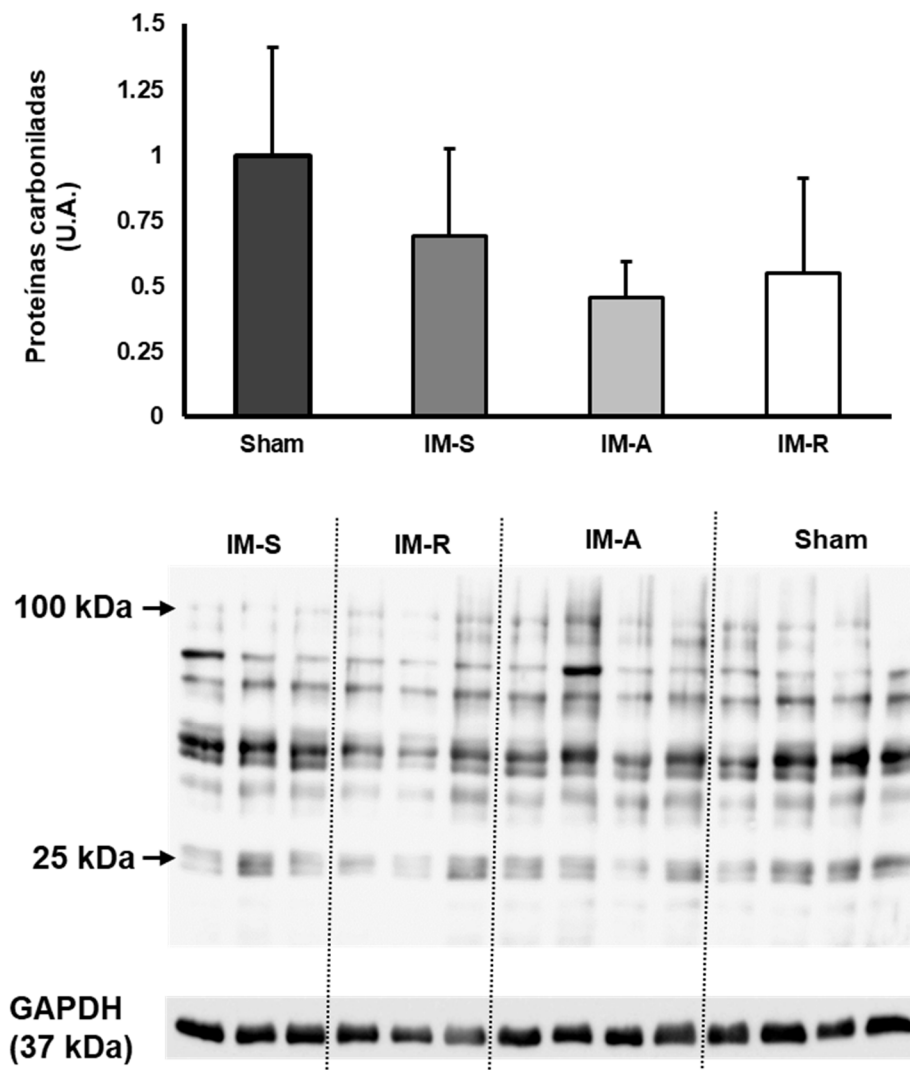 Proteínas carboniladas
(U.A.)
1.5
1.25
1
0.75
0.5
0.25
0
Sham IM-S IM-A IM-R
IM-S IM-R IM-A Sham
100 kDa
25 kDa
GAPDH
(37 kDa)